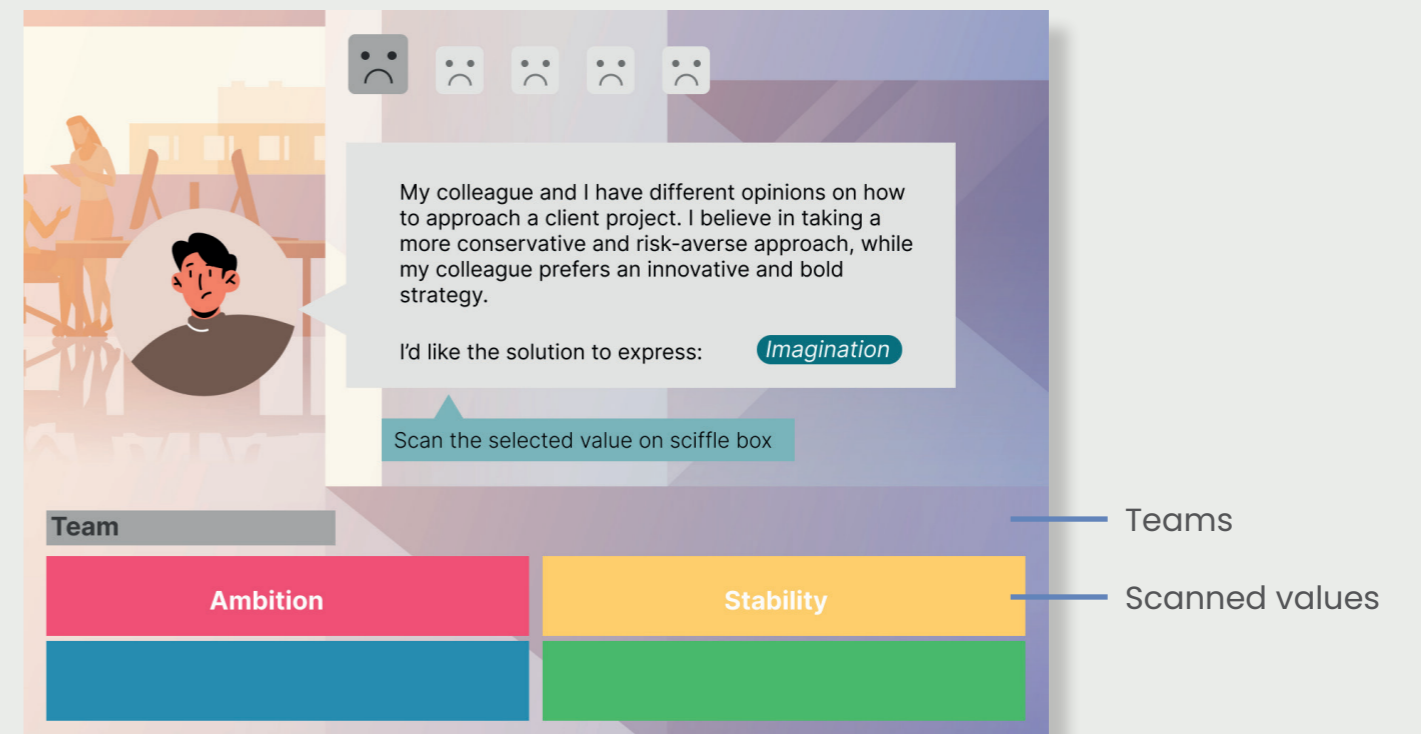 My colleague and I have different opinions on how
to approach a client project. I believe in taking a
more conservative and risk-averse approach, while
my colleague prefers an innovative and bold
strategy.
I'd like the solution to express: Imagination
Scan the selected value on sciffle box
Team
Teams
Ambition
Stability
Scanned values